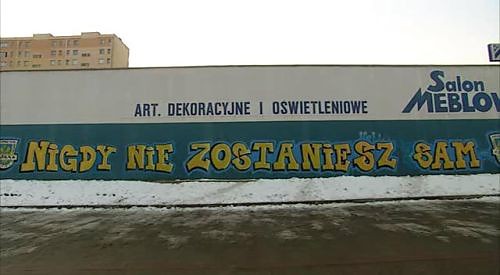 Salon
MEBLOW
ART. DEKORACYJNE I OSWIETLENIOWE
NIGDY NIE ZOSTANIESZ SAM